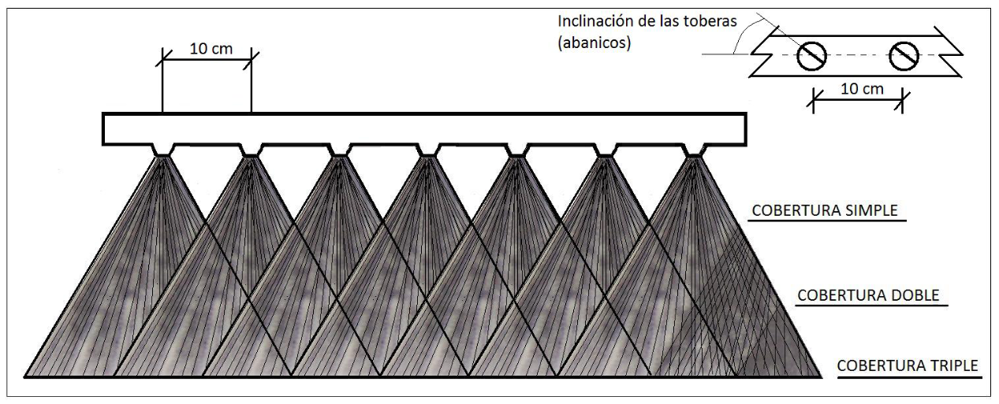 Inclinación de las toberas
(abanicos)
10 cm
10 cm
COBERTURA SIMPLE
COBERTURA DOBLE
COBERTURA TRIPLE